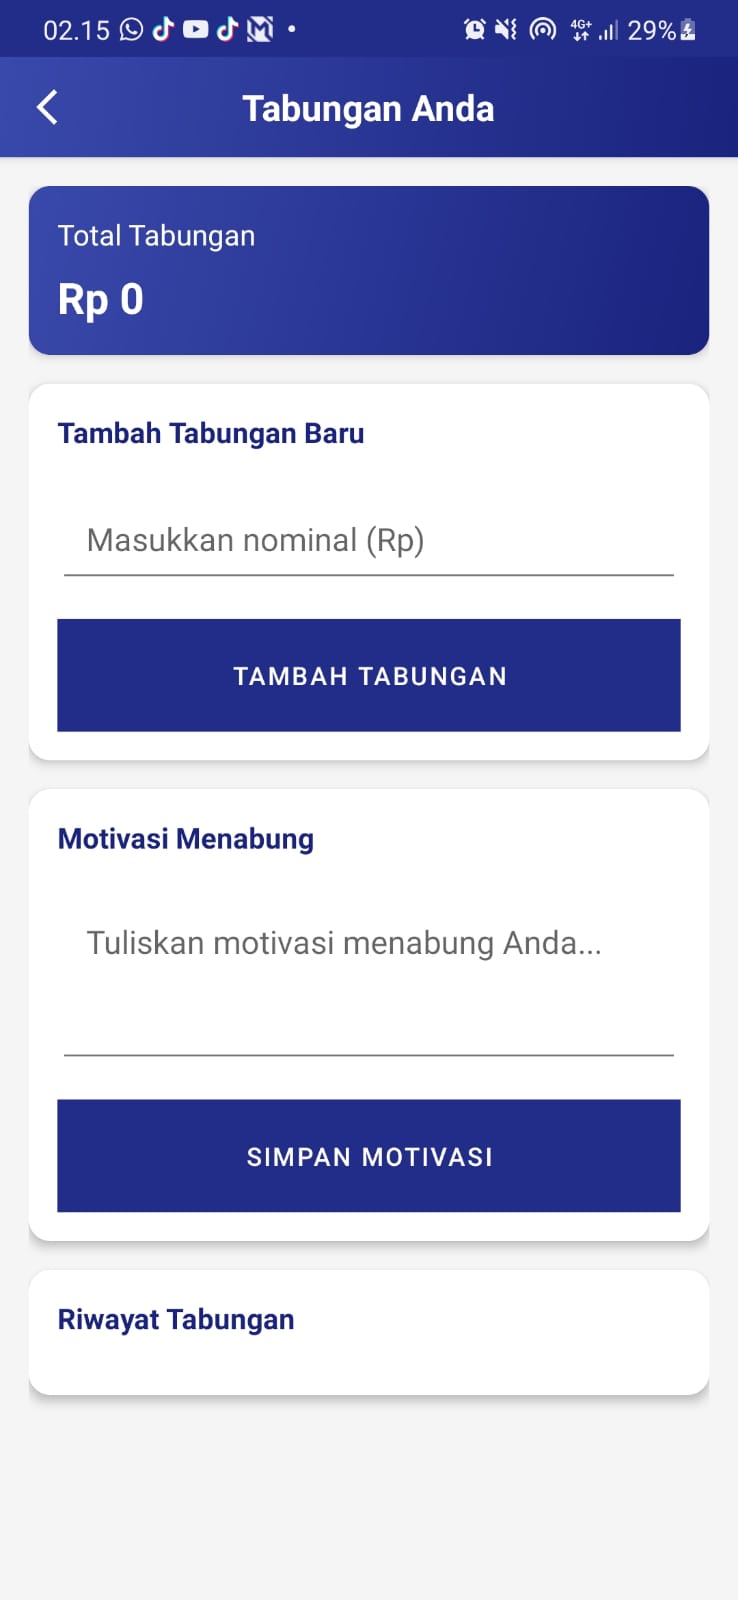 02.15 4G+ 29%
Tabungan Anda
Total Tabungan
Rp 0
Tambah Tabungan Baru
Masukkan nominal (Rp)
TAMBAH TABUNGAN
Motivasi Menabung
Tuliskan motivasi menabung Anda...
SIMPAN MOTIVASI
Riwayat Tabungan